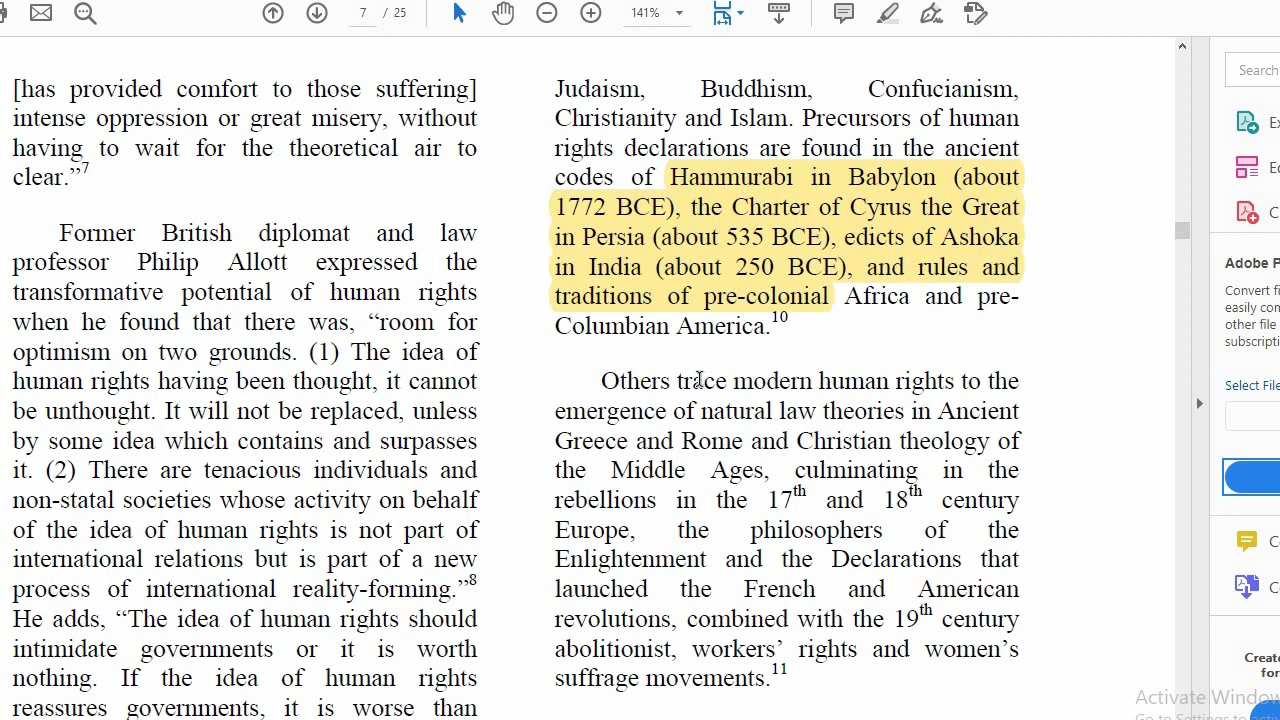 7 / 25
141%
[has provided comfort to those suffering]
intense oppression or great misery, without
having to wait for the theoretical air to
clear.”7
Former British diplomat and law
professor Philip Allott expressed the
transformative potential of human rights
when he found that there was, “room for
optimism on two grounds. (1) The idea of
human rights having been thought, it cannot
be unthought. It will not be replaced, unless
by some idea which contains and surpasses
it. (2) There are tenacious individuals and
non-statal societies whose activity on behalf
of the idea of human rights is not part of
international relations but is part of a new
process of international reality-forming.”8
He adds, “The idea of human rights should
intimidate governments or it is worth
nothing. If the idea of human rights
reassures governments, it is worse than
Judaism, Buddhism, Confucianism,
Christianity and Islam. Precursors of human
rights declarations are found in the ancient
codes of Hammurabi in Babylon (about
1772 BCE), the Charter of Cyrus the Great
in Persia (about 535 BCE), edicts of Ashoka
in India (about 250 BCE), and rules and
traditions of pre-colonial Africa and pre-
Columbian America.10
Others trace modern human rights to the
emergence of natural law theories in Ancient
Greece and Rome and Christian theology of
the Middle Ages, culminating in the
rebellions in the 17th and 18th century
Europe, the philosophers of the
Enlightenment and the Declarations that
launched the French and American
revolutions, combined with the 19th century
abolitionist, workers’ rights and women’s
suffrage movements.11
Search
Ex
Ed
C
Adobe P
Convert fi
easily com
other file
subscripti
Select File
C
C
Create
for
Activate Window